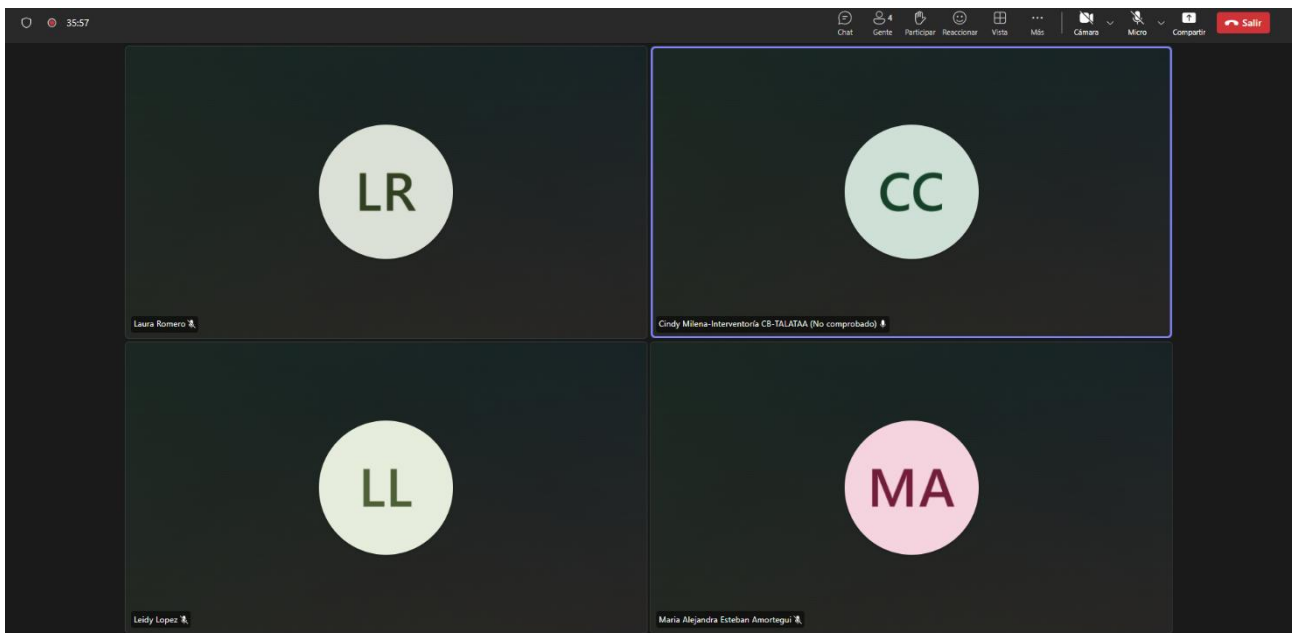 35:57
4
Chat Gente Participar Reaccionar Vista Más Cámara Micro Compartir Salir
LR
CC
Laura Romero
Cindy Milena-Interventoría CB-TALATAA (No comprobado)
LL
MA
Leidy Lopez
Maria Alejandra Esteban Amortegui